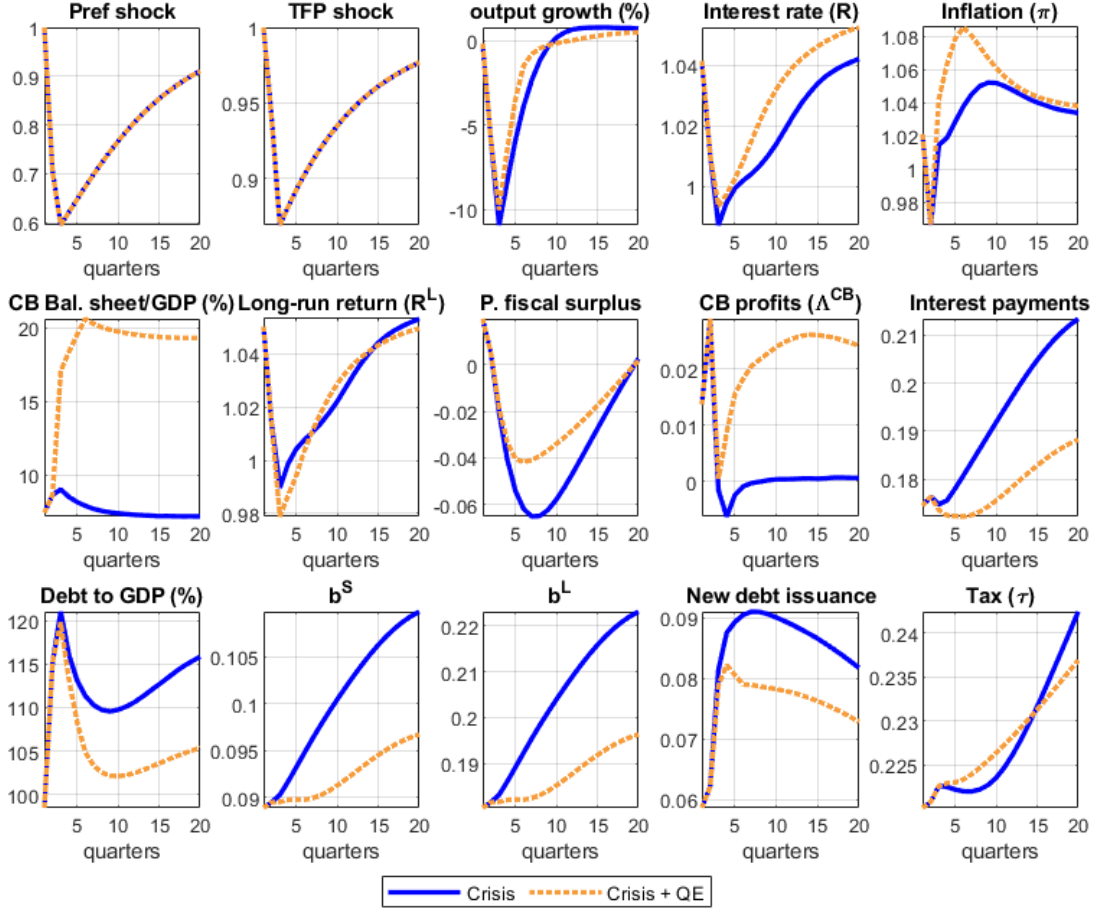 Pref shock TFP shock output growth (%) Interest rate (R) Inflation (π)
1
0.9
0.8
0.7
0.6
5 10 15 20
quarters
1
0.95
0.9
5 10 15 20
quarters
0
-5
-10
5 10 15 20
quarters
1.04
1.02
1
5 10 15 20
quarters
1.08
1.06
1.04
1.02
1
0.98
5 10 15 20
quarters
CB Bal. sheet/GDP (%) Long-run return (R^L) P. fiscal surplus CB profits (Λ^CB) Interest payments
20
15
10
5 10 15 20
quarters
1.04
1.02
1
0.98
5 10 15 20
quarters
0
-0.02
-0.04
-0.06
5 10 15 20
quarters
0.02
0.01
0
5 10 15 20
quarters
0.21
0.2
0.19
0.18
5 10 15 20
quarters
Debt to GDP (%) b^S b^L New debt issuance Tax (τ)
120
115
110
105
100
5 10 15 20
quarters
0.105
0.1
0.095
0.09
5 10 15 20
quarters
0.22
0.21
0.2
0.19
5 10 15 20
quarters
0.09
0.08
0.07
0.06
5 10 15 20
quarters
0.24
0.235
0.23
0.225
5 10 15 20
quarters
Crisis Crisis + QE